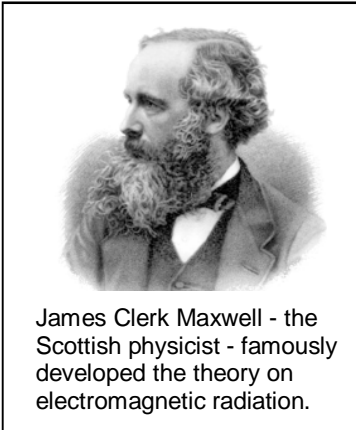 James Clerk Maxwell - the
Scottish physicist - famously
developed the theory on
electromagnetic radiation.